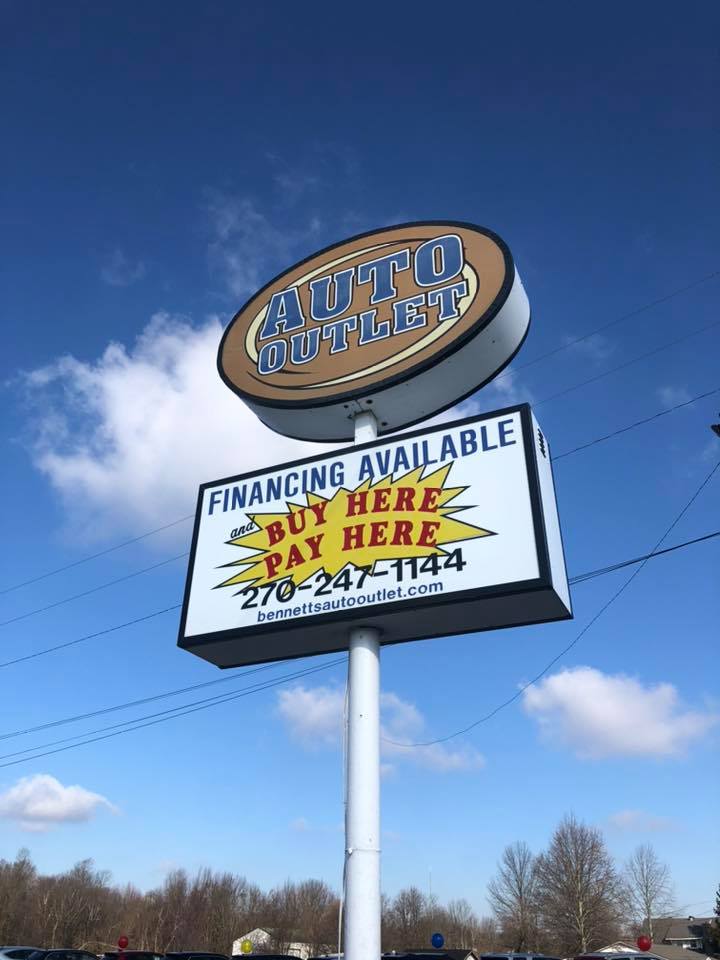 AUTO
OUTLET
FINANCING AVAILABLE
and BUY HERE
PAY HERE
270-247-1144
bennettsautooutlet.com